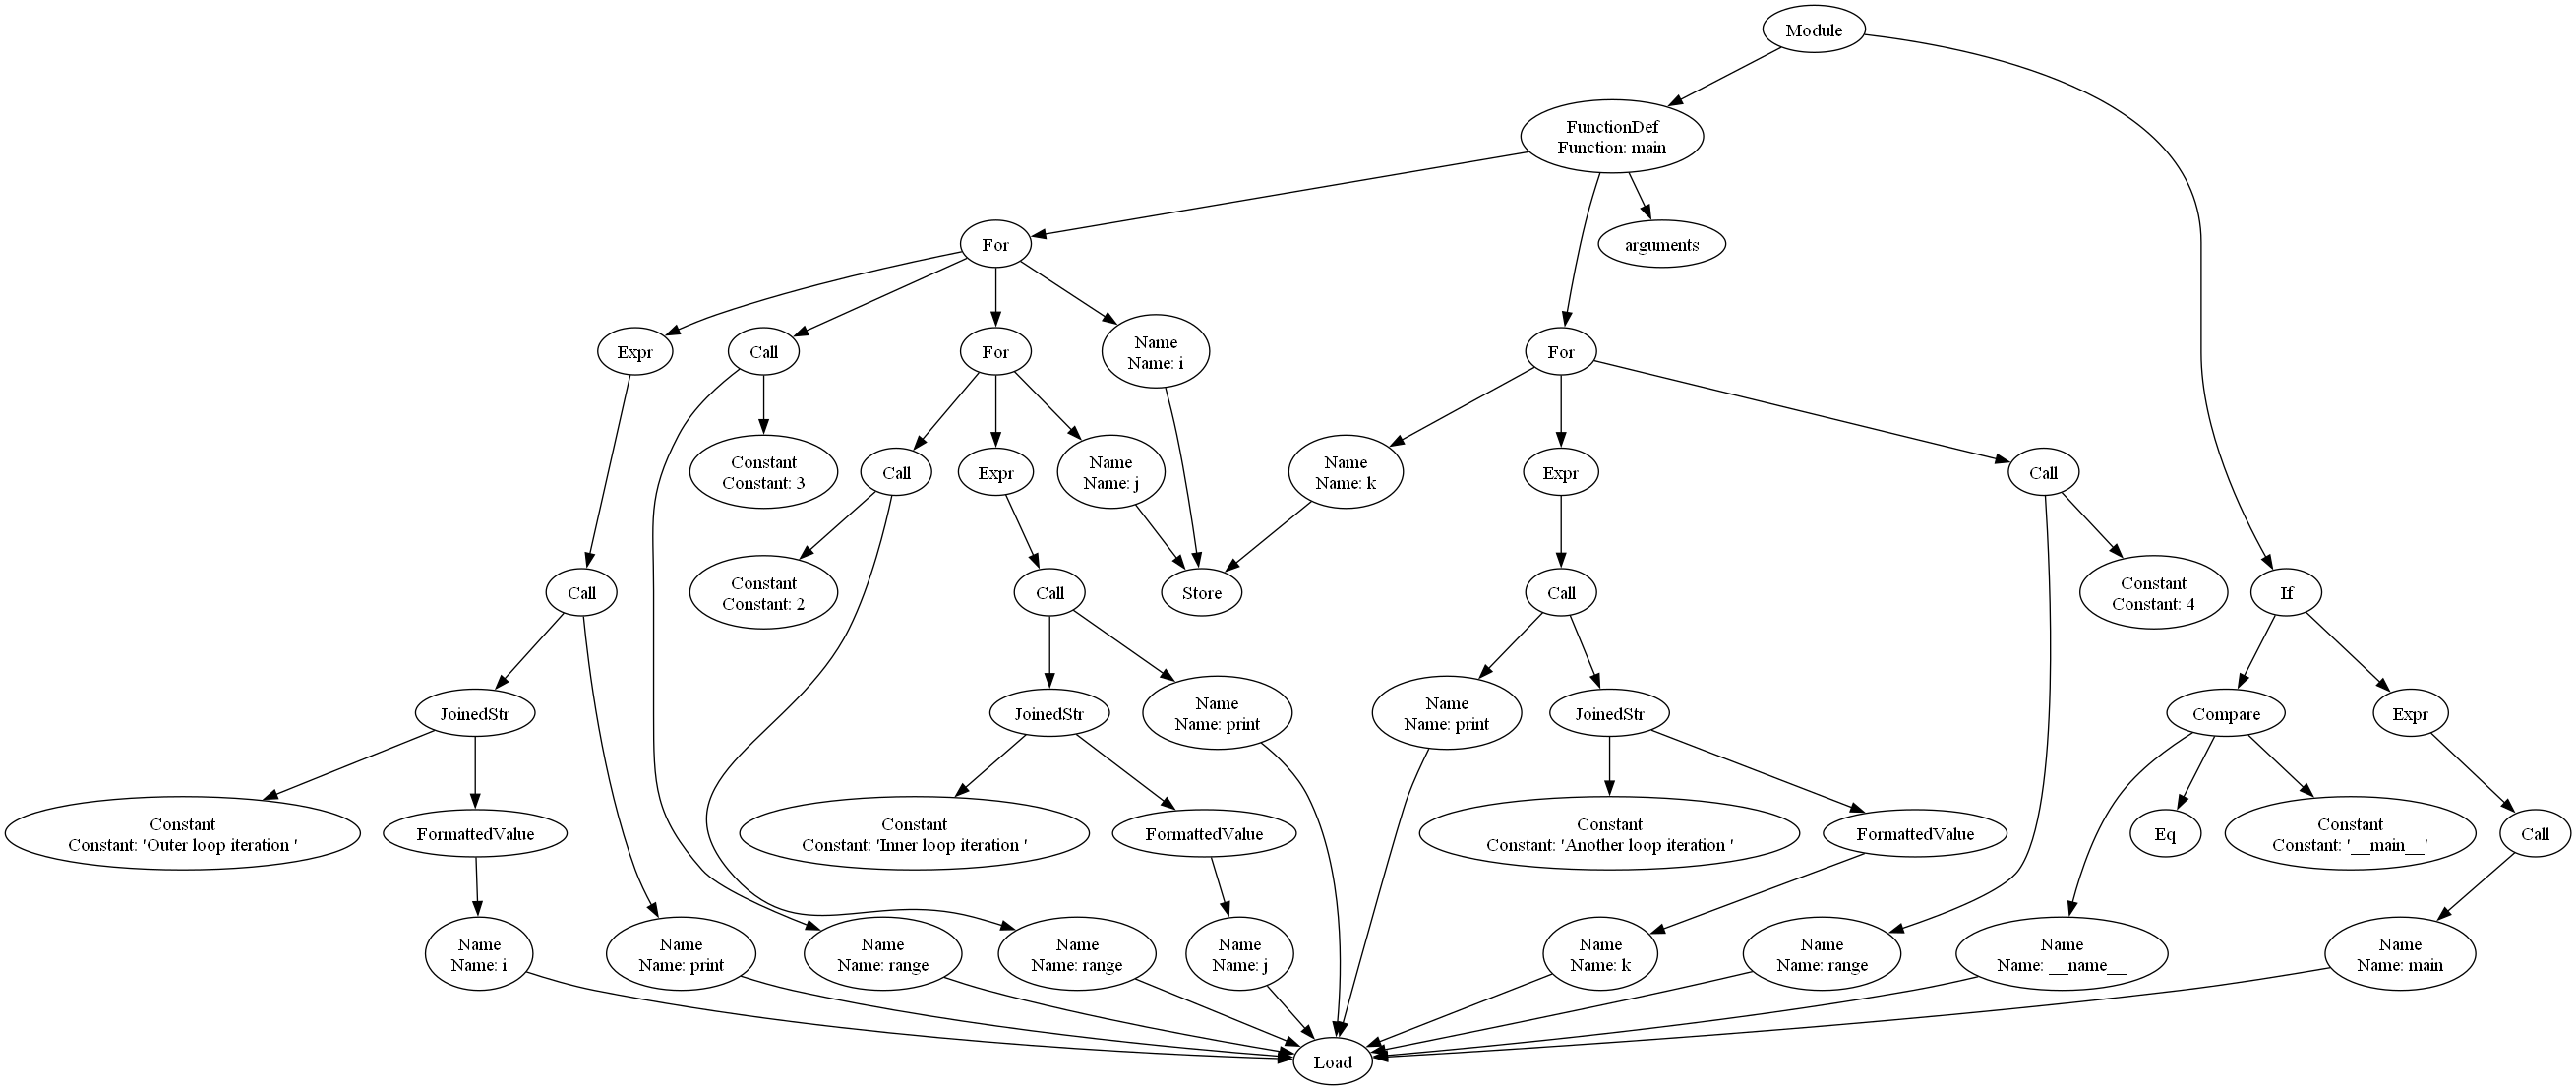 Module
FunctionDef
Function: main
For
arguments
Expr
Call
For
Name
Name: i
For
Constant
Constant: 3
Call
Expr
Name
Name: j
Name
Name: k
Expr
Call
Call
Constant
Constant: 2
Call
Store
Call
Constant
Constant: 4
If
JoinedStr
JoinedStr
Name
Name: print
Name
Name: print
JoinedStr
Compare
Expr
Constant
Constant: 'Outer loop iteration '
FormattedValue
Constant
Constant: 'Inner loop iteration '
FormattedValue
Constant
Constant: 'Another loop iteration '
FormattedValue
Eq
Constant
Constant: '__main__'
Call
Name
Name: i
Name
Name: print
Name
Name: range
Name
Name: range
Name
Name: j
Name
Name: k
Name
Name: range
Name
Name: __name__
Name
Name: main
Load